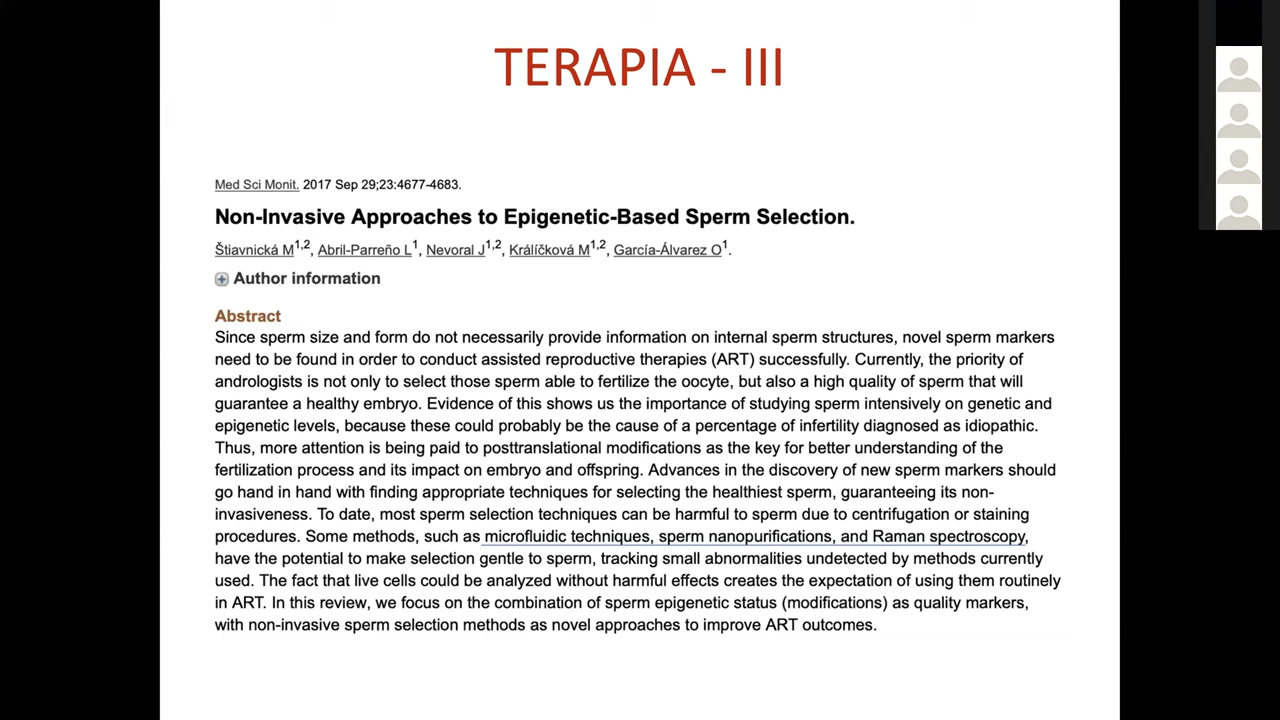 TERAPIA - III
Med Sci Monit. 2017 Sep 29;23:4677-4683.
Non-Invasive Approaches to Epigenetic-Based Sperm Selection.
Štiavnická M1,2, Abril-Parreño L1, Nevoral J1,2, Králíčková M1,2, García-Álvarez O1.
Author information
Abstract
Since sperm size and form do not necessarily provide information on internal sperm structures, novel sperm markers
need to be found in order to conduct assisted reproductive therapies (ART) successfully. Currently, the priority of
andrologists is not only to select those sperm able to fertilize the oocyte, but also a high quality of sperm that will
guarantee a healthy embryo. Evidence of this shows us the importance of studying sperm intensively on genetic and
epigenetic levels, because these could probably be the cause of a percentage of infertility diagnosed as idiopathic.
Thus, more attention is being paid to posttranslational modifications as the key for better understanding of the
fertilization process and its impact on embryo and offspring. Advances in the discovery of new sperm markers should
go hand in hand with finding appropriate techniques for selecting the healthiest sperm, guaranteeing its non-
invasiveness. To date, most sperm selection techniques can be harmful to sperm due to centrifugation or staining
procedures. Some methods, such as microfluidic techniques, sperm nanopurifications, and Raman spectroscopy,
have the potential to make selection gentle to sperm, tracking small abnormalities undetected by methods currently
used. The fact that live cells could be analyzed without harmful effects creates the expectation of using them routinely
in ART. In this review, we focus on the combination of sperm epigenetic status (modifications) as quality markers,
with non-invasive sperm selection methods as novel approaches to improve ART outcomes.